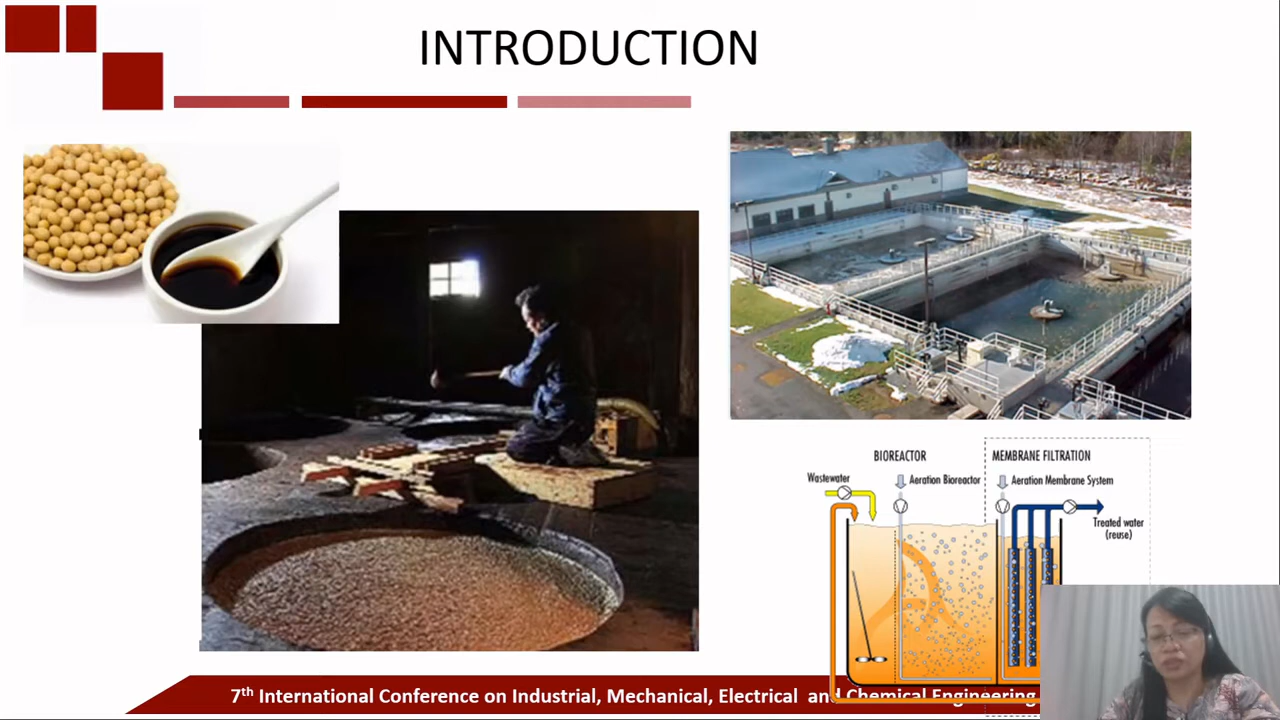 INTRODUCTION
BIOREACTOR
MEMBRANE FILTRATION
Wastewater
Aeration Bioreactor
Aeration Membrane System
Treated water
(reuse)
7th International Conference on Industrial, Mechanical, Electrical and Chemical Engineering